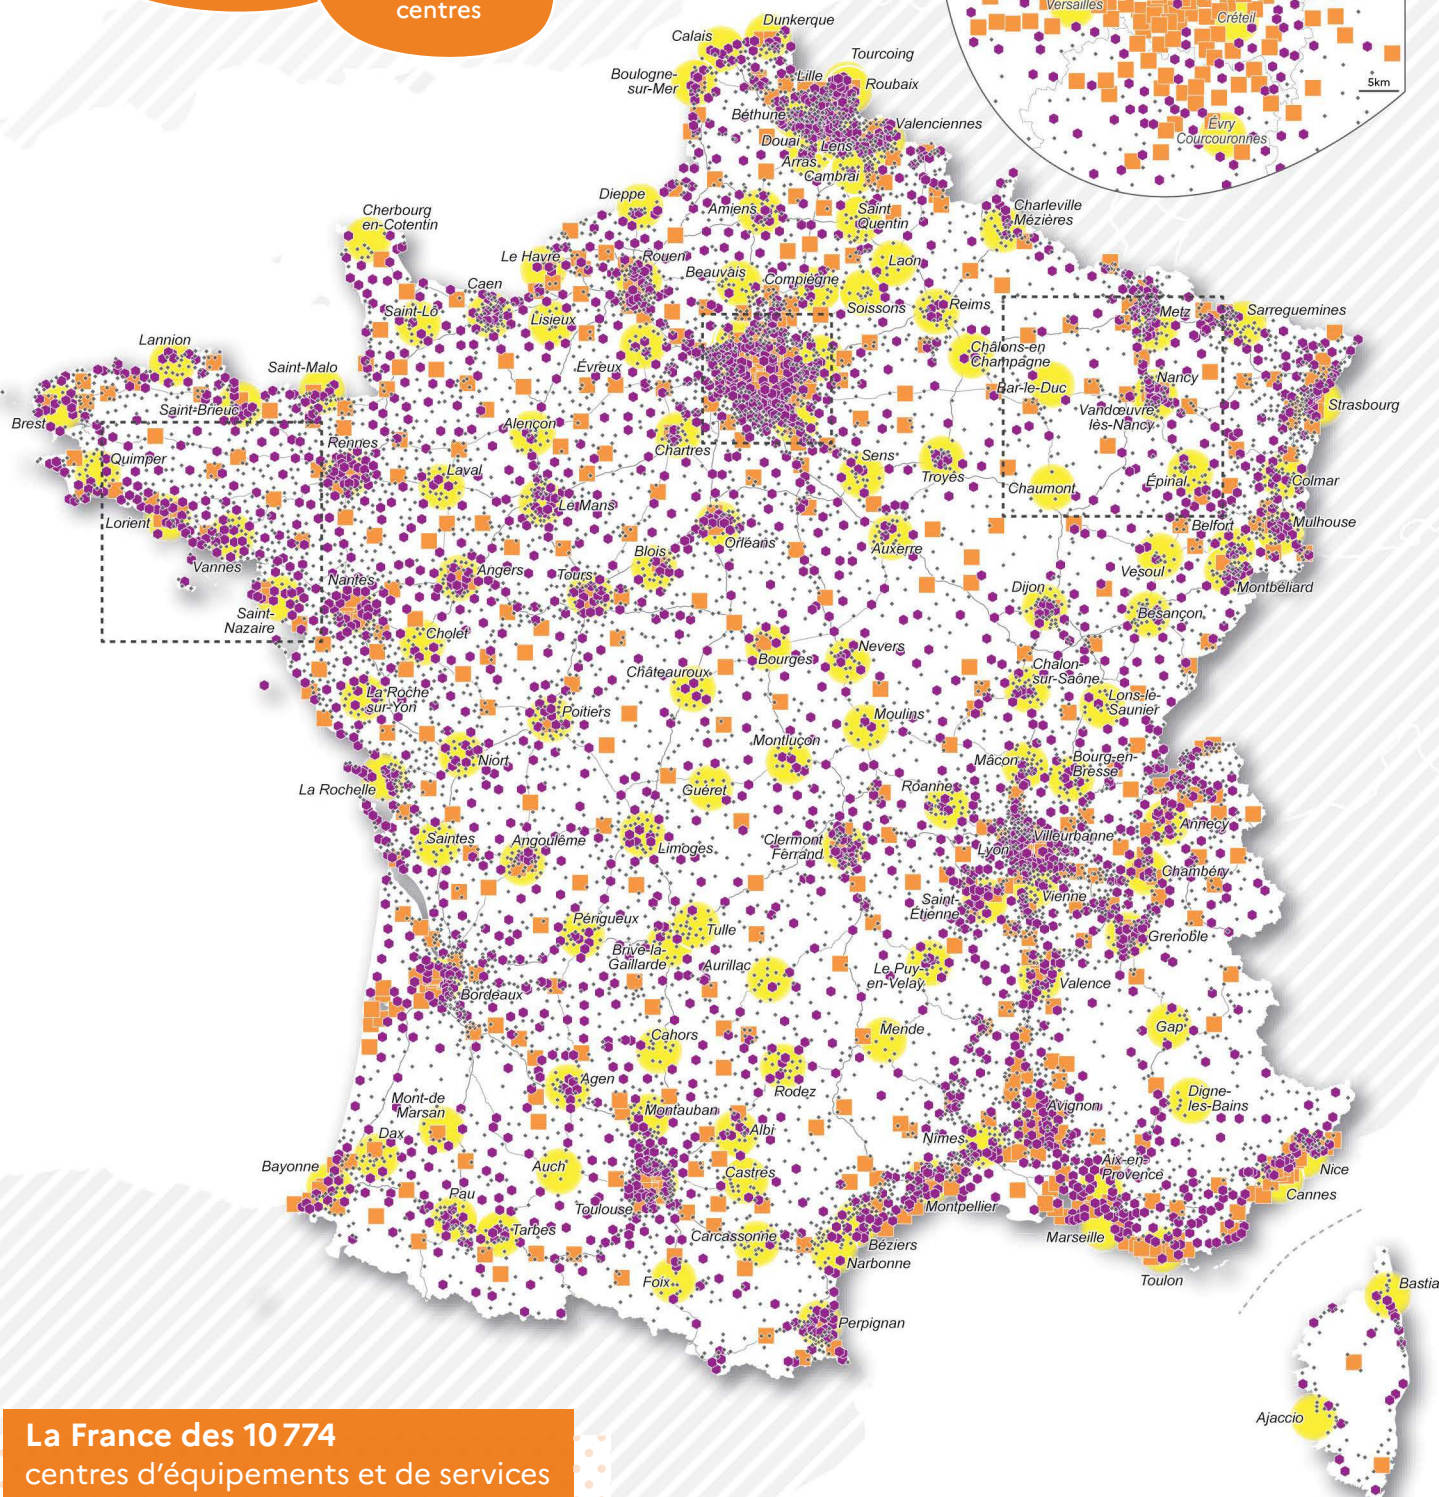 centres
Versailles
Créteil
5km
Évry
Courcouronnes
Dunkerque
Calais
Tourcoing
Boulogne-
sur-Mer
Lille
Roubaix
Béthune
Valenciennes
Douai
Lens
Arras
Cambrai
Dieppe
Amiens
Saint
Quentin
Charleville
Mézières
Cherbourg
en-Cotentin
Le Havre
Rouen
Beauvais
Compiègne
Laon
Soissons
Reims
Caen
Saint-Lô
Lisieux
Évreux
Metz
Sarreguemines
Châlons-en
Champagne
Bar-le-Duc
Nancy
Vandœuvre
lès-Nancy
Strasbourg
Lannion
Saint-Malo
Saint-Brieuc
Brest
Alençon
Chartres
Rennes
Quimper
Laval
Sens
Troyes
Chaumont
Épinal
Colmar
Lorient
Le Mans
Orléans
Auxerre
Belfort
Mulhouse
Vannes
Blois
Vesoul
Montbéliard
Nantes
Angers
Tours
Dijon
Besançon
Saint-
Nazaire
Cholet
Bourges
Nevers
Châteauroux
Chalon-
sur-Saône
Lons-le-
Saunier
La Roche
sur-Yon
Poitiers
Moulins
Montluçon
Niort
Mâcon
Bourg-en-
Bresse
La Rochelle
Guéret
Roanne
Annecy
Saintes
Angoulême
Limoges
Clermont
Ferrand
Villeurbanne
Lyon
Chambéry
Vienne
Saint-
Étienne
Périgueux
Tulle
Brive-la-
Gaillarde
Grenoble
Aurillac
Le Puy-
en-Velay
Valence
Bordeaux
Cahors
Mende
Gap
Agen
Rodez
Mont-de
Marsan
Montauban
Avignon
Digne-
les-Bains
Dax
Albi
Nîmes
Bayonne
Auch
Castres
Aix-en-
Provence
Nice
Cannes
Pau
Toulouse
Montpellier
Tarbes
Carcassonne
Béziers
Narbonne
Marseille
Toulon
Foix
Bastia
Perpignan
Ajaccio
La France des 10 774
centres d’équipements et de services